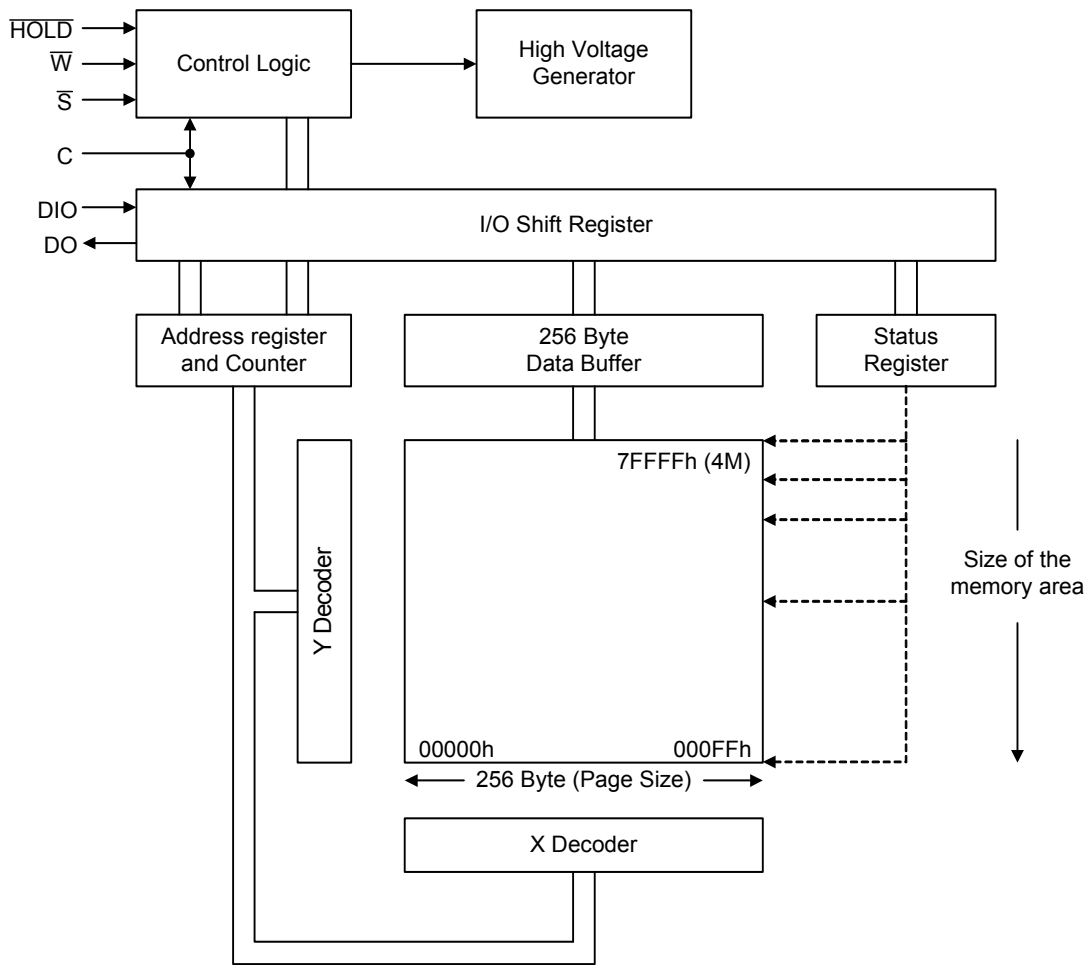 HOLD
W
S
C
DIO
DO
Control Logic
High Voltage
Generator
I/O Shift Register
Address register
and Counter
256 Byte
Data Buffer
Status
Register
Y Decoder
7FFFFh (4M)
00000h
000FFh
256 Byte (Page Size)
Size of the
memory area
X Decoder